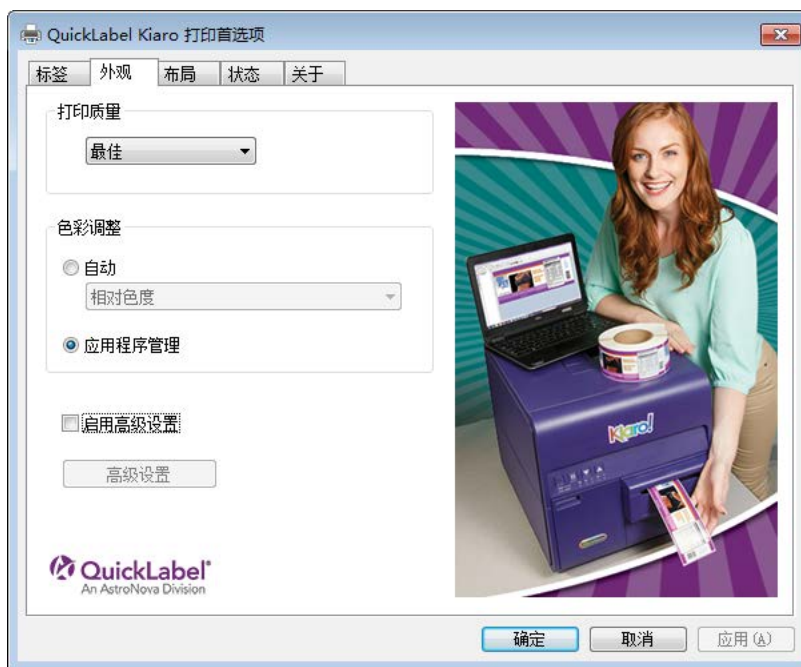 QuickLabel Kiaro 打印首选项
标签 外观 布局 状态 关于
打印质量
最佳
色彩调整
自动
相对色度
应用程序管理
启用高级设置
高级设置
QuickLabel®
An AstroNova Division
Kiaro!
确定 取消 应用(A)